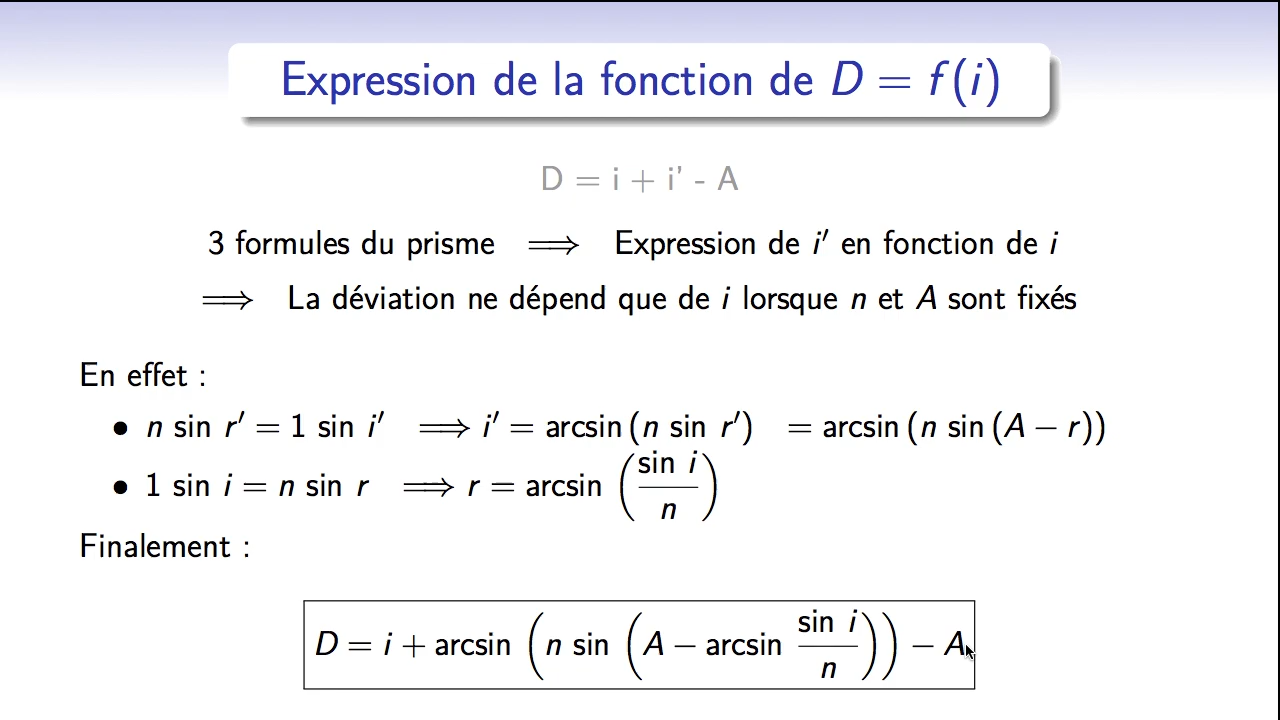 Expression de la fonction de D = f(i)
D = i + i' - A
3 formules du prisme ⟹ Expression de i′ en fonction de i
⟹ La déviation ne dépend que de i lorsque n et A sont fixés
En effet :
• n sin r′ = 1 sin i′ ⟹ i′ = arcsin (n sin r′) = arcsin (n sin (A − r))
• 1 sin i = n sin r ⟹ r = arcsin (sin i / n)
Finalement :
D = i + arcsin (n sin (A − arcsin sin i / n)) − A